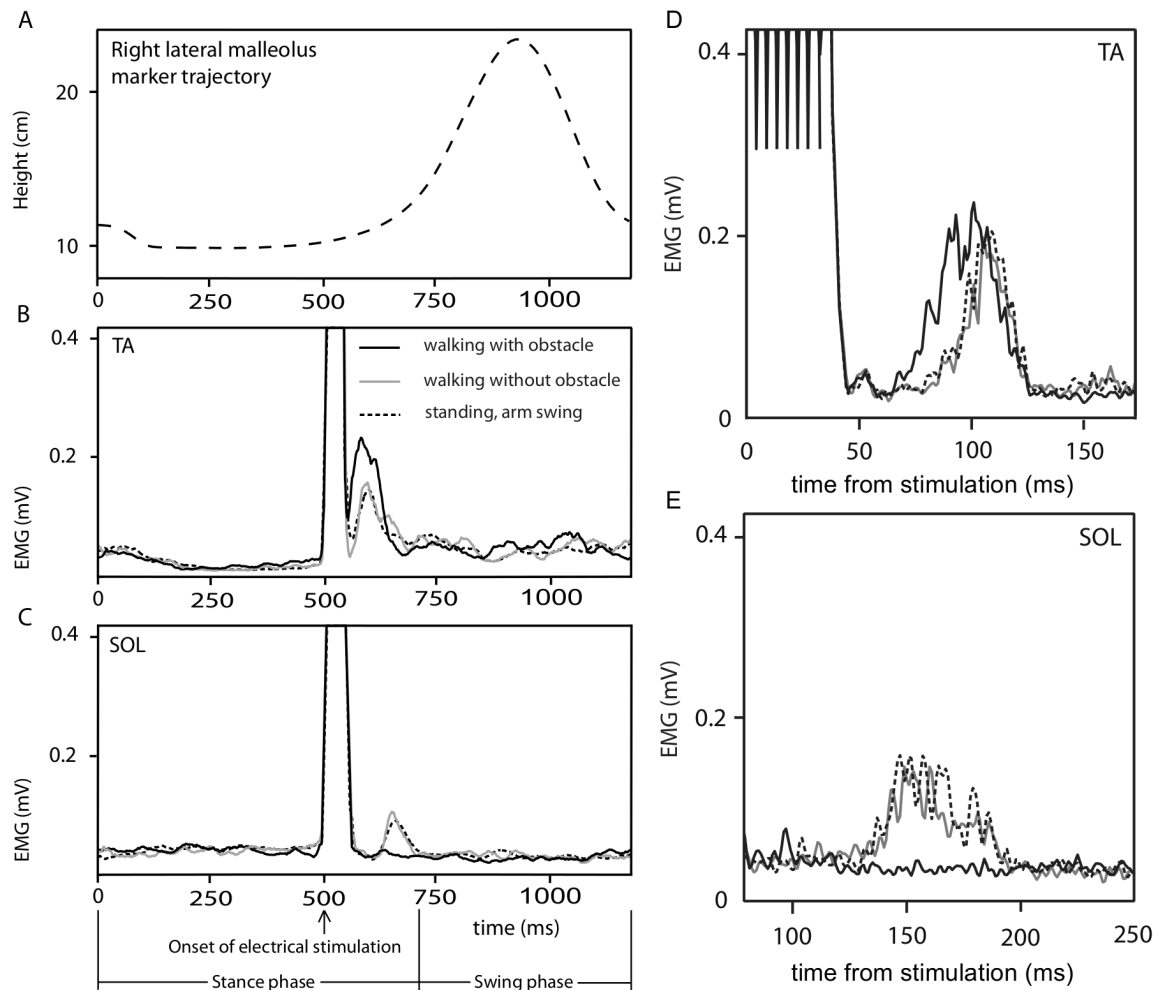 A
Right lateral malleolus
marker trajectory
Height (cm)
20
10
0 250 500 750 1000
B
TA
EMG (mV)
0.4
0.2
walking with obstacle
walking without obstacle
standing, arm swing
0 250 500 750 1000
C
SOL
EMG (mV)
0.4
0.2
0 250 500 750 1000
time (ms)
Onset of electrical stimulation
Stance phase Swing phase
D
TA
EMG (mV)
0.4
0.2
0
0 50 100 150
time from stimulation (ms)
E
SOL
EMG (mV)
0.4
0.2
0
100 150 200 250
time from stimulation (ms)